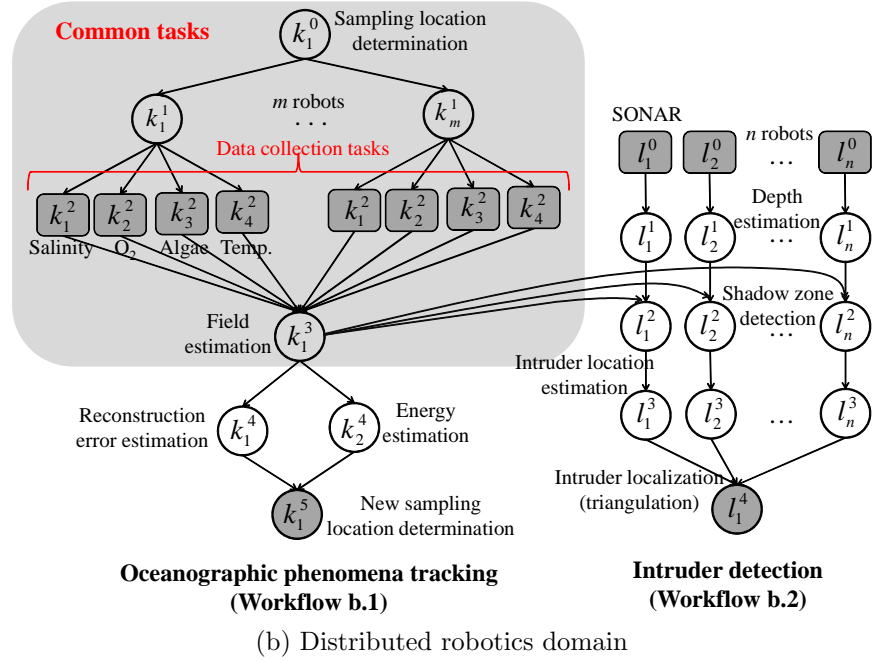 Common tasks
k_1^0
Sampling location
determination
k_1^1
m robots
. . .
k_m^1
Data collection tasks
k_1^2
k_2^2
k_3^2
k_4^2
k_1^2
k_2^2
k_3^2
k_4^2
Salinity
O_2
Algae
Temp.
Field
estimation
k_1^3
Reconstruction
error estimation
k_1^4
k_2^4
Energy
estimation
k_1^5
New sampling
location determination
SONAR
n robots
l_1^0
l_2^0
...
l_n^0
Depth
estimation
l_1^1
l_2^1
...
l_n^1
Shadow zone
detection
l_1^2
l_2^2
...
l_n^2
Intruder location
estimation
l_1^3
l_2^3
...
l_n^3
Intruder localization
(triangulation)
l_1^4
Oceanographic phenomena tracking
(Workflow b.1)
Intruder detection
(Workflow b.2)
(b) Distributed robotics domain